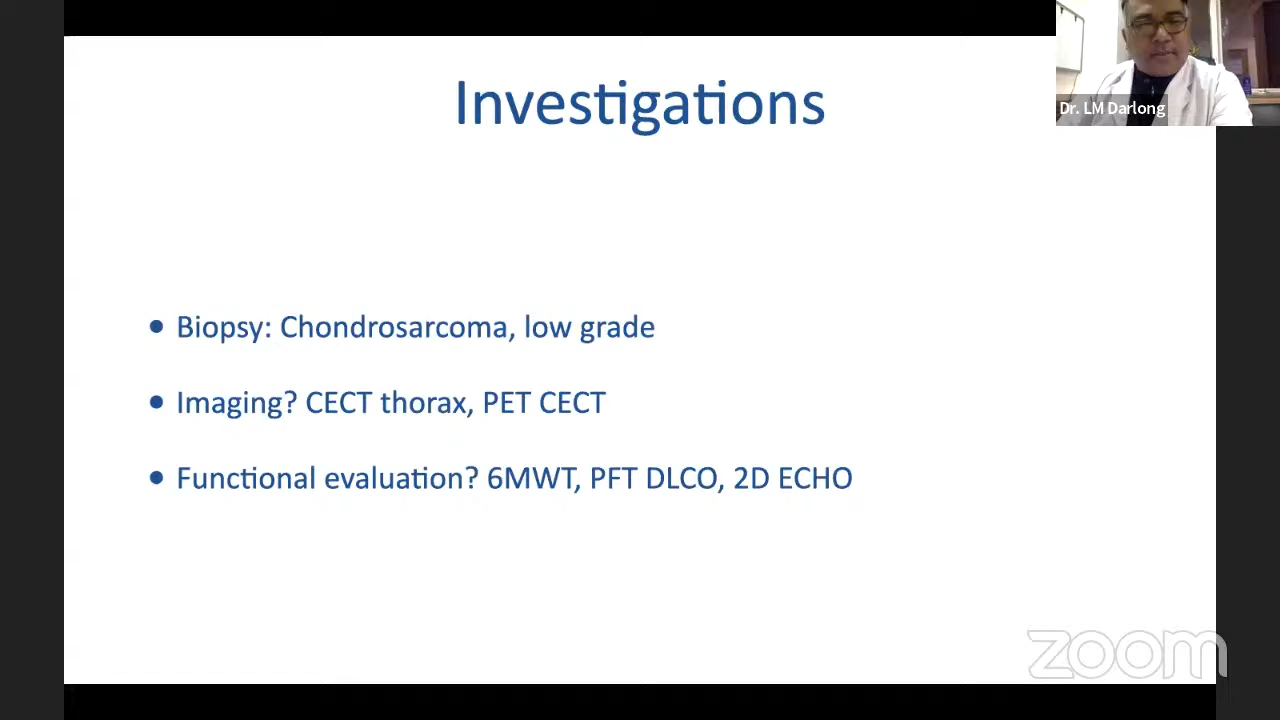 Investigations
Dr. LM Darlong
• Biopsy: Chondrosarcoma, low grade
• Imaging? CECT thorax, PET CECT
• Functional evaluation? 6MWT, PFT DLCO, 2D ECHO
zoom